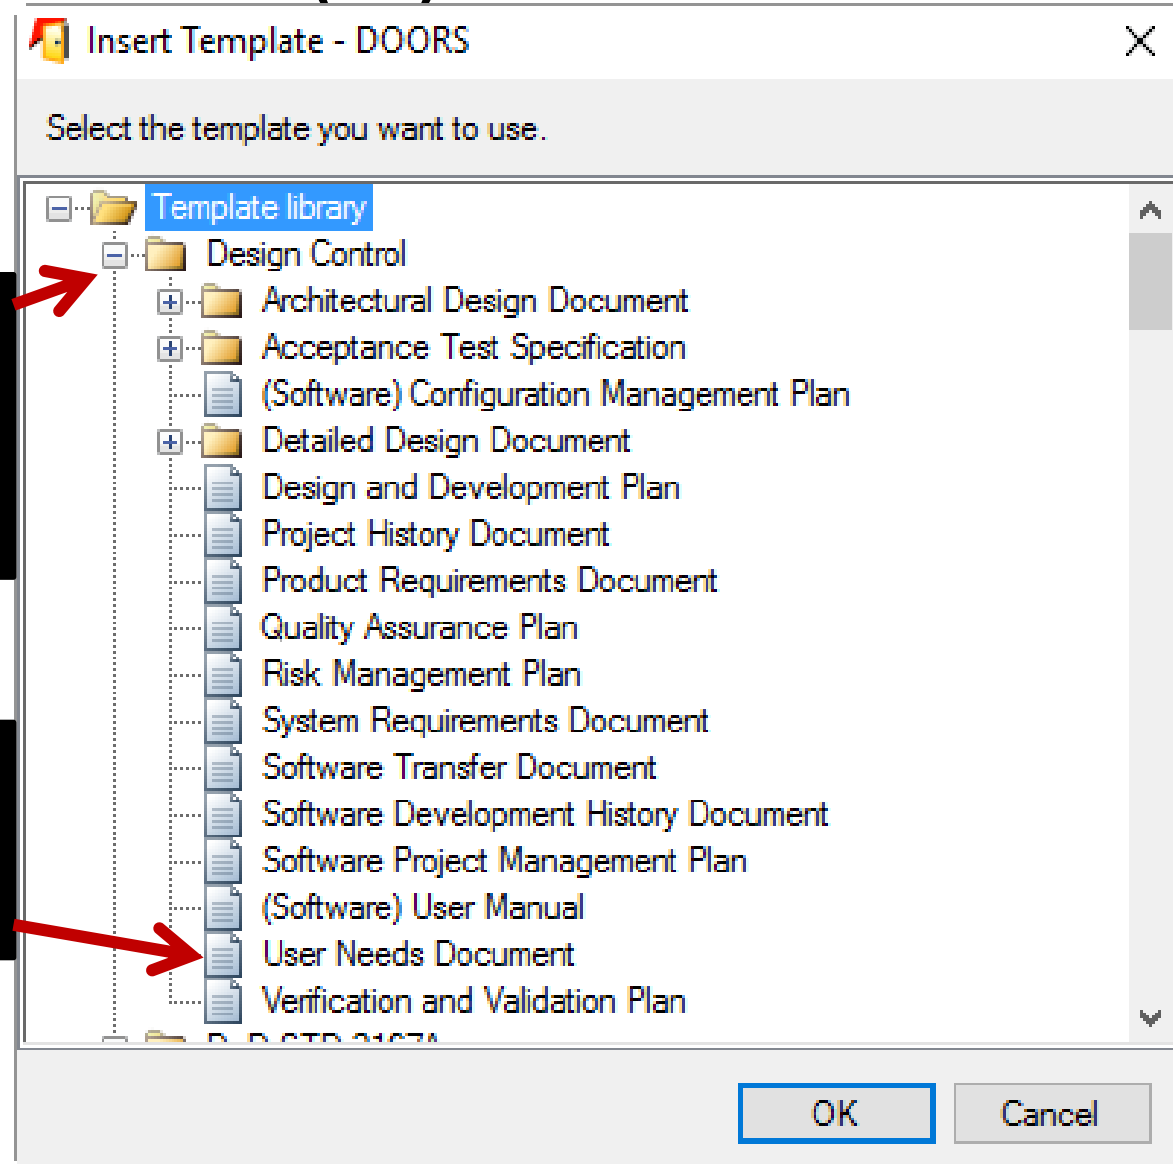 Insert Template - DOORS
Select the template you want to use.
Template library
Design Control
Architectural Design Document
Acceptance Test Specification
(Software) Configuration Management Plan
Detailed Design Document
Design and Development Plan
Project History Document
Product Requirements Document
Quality Assurance Plan
Risk Management Plan
System Requirements Document
Software Transfer Document
Software Development History Document
Software Project Management Plan
(Software) User Manual
User Needs Document
Verification and Validation Plan
OK
Cancel